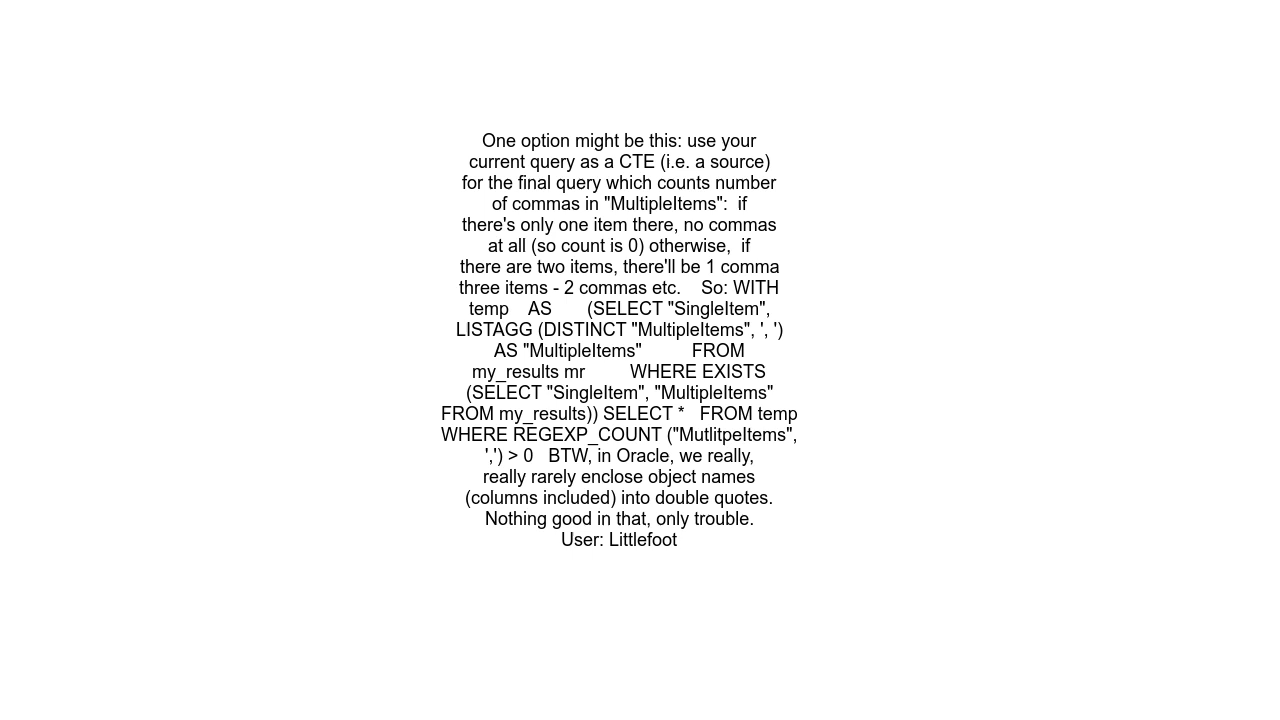 One option might be this: use your
current query as a CTE (i.e. a source)
for the final query which counts number
of commas in "MultipleItems":  if
there's only one item there, no commas
at all (so count is 0) otherwise,  if
there are two items, there'll be 1 comma
three items - 2 commas etc.    So: WITH
temp    AS       (SELECT "SingleItem",
LISTAGG (DISTINCT "MultipleItems", ', ')
AS "MultipleItems"          FROM
my_results mr         WHERE EXISTS
(SELECT "SingleItem", "MultipleItems"
FROM my_results)) SELECT *   FROM temp
WHERE REGEXP_COUNT ("MutlitpeItems",
',') > 0   BTW, in Oracle, we really,
really rarely enclose object names
(columns included) into double quotes.
Nothing good in that, only trouble.
User: Littlefoot